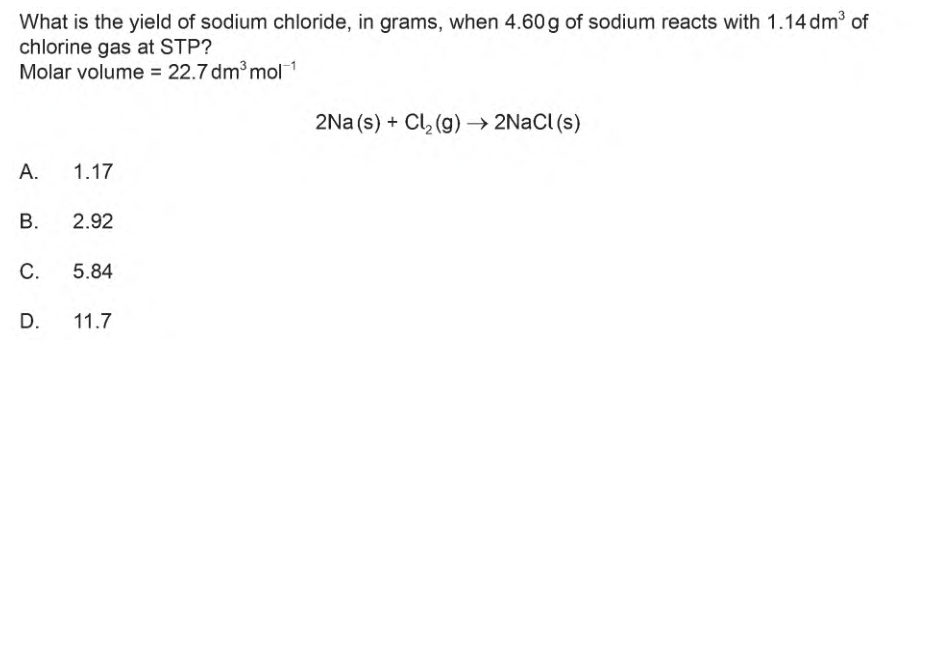 What is the yield of sodium chloride, in grams, when 4.60 g of sodium reacts with 1.14 dm³ of
chlorine gas at STP?
Molar volume = 22.7 dm³ mol⁻¹
2Na (s) + Cl₂ (g) → 2NaCl (s)
A. 1.17
B. 2.92
C. 5.84
D. 11.7